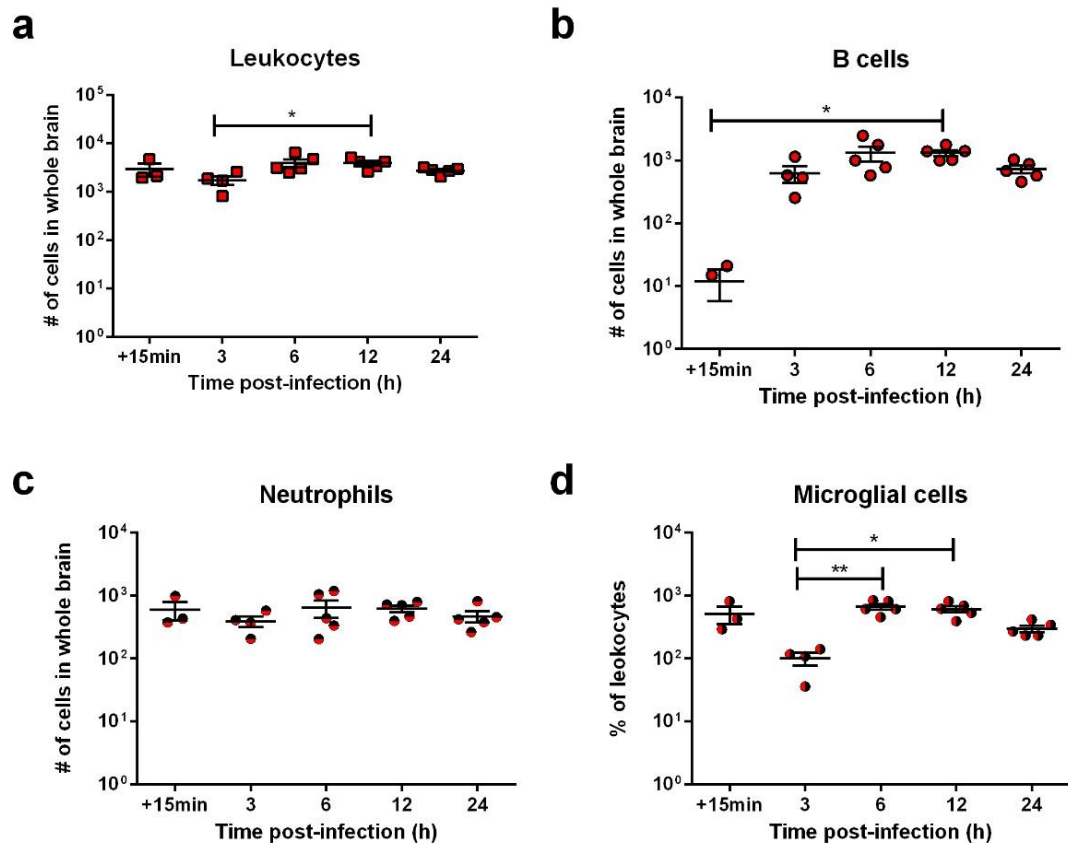 a
Leukocytes
# of cells in whole brain
10⁵
10⁴
10³
10²
10¹
10⁰
*
+15min 3 6 12 24
Time post-infection (h)
b
B cells
# of cells in whole brain
10⁴
10³
10²
10¹
10⁰
*
+15min 3 6 12 24
Time post-infection (h)
c
Neutrophils
# of cells in whole brain
10⁴
10³
10²
10¹
10⁰
+15min 3 6 12 24
Time post-infection (h)
d
Microglial cells
% of leokocytes
10⁴
10³
10²
10¹
10⁰
*
**
+15min 3 6 12 24
Time post-infection (h)